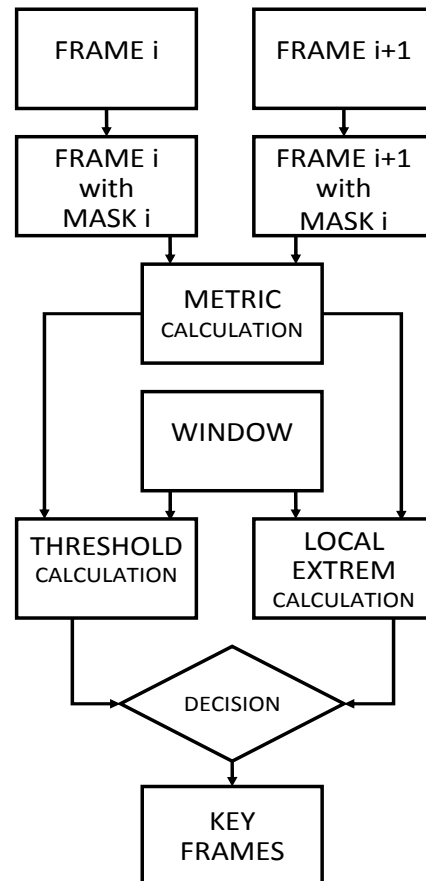 FRAME i
FRAME i+1
FRAME i
with
MASK i
FRAME i+1
with
MASK i
METRIC
CALCULATION
WINDOW
THRESHOLD
CALCULATION
LOCAL
EXTREM
CALCULATION
DECISION
KEY
FRAMES